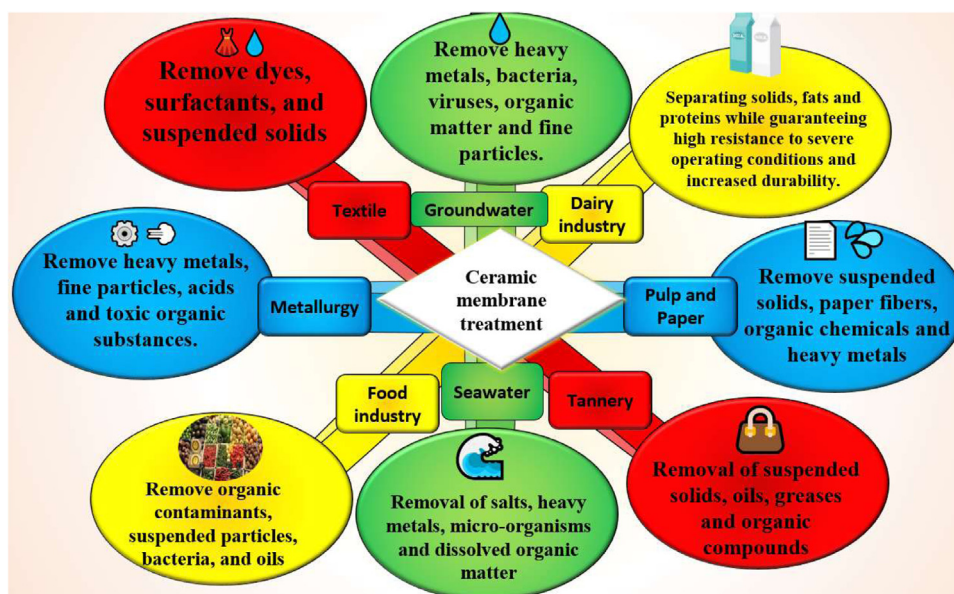 Remove dyes,
surfactants, and
suspended solids
Remove heavy
metals, bacteria,
viruses, organic
matter and fine
particles.
Separating solids, fats and
proteins while guaranteeing
high resistance to severe
operating conditions and
increased durability.
Textile
Groundwater
Dairy
industry
Remove heavy metals,
fine particles, acids
and toxic organic
substances.
Metallurgy
Ceramic
membrane
treatment
Pulp and
Paper
Remove suspended
solids, paper fibers,
organic chemicals and
heavy metals
Food
industry
Seawater
Tannery
Remove organic
contaminants,
suspended particles,
bacteria, and oils
Removal of salts, heavy
metals, micro-organisms
and dissolved organic
matter
Removal of suspended
solids, oils, greases
and organic
compounds